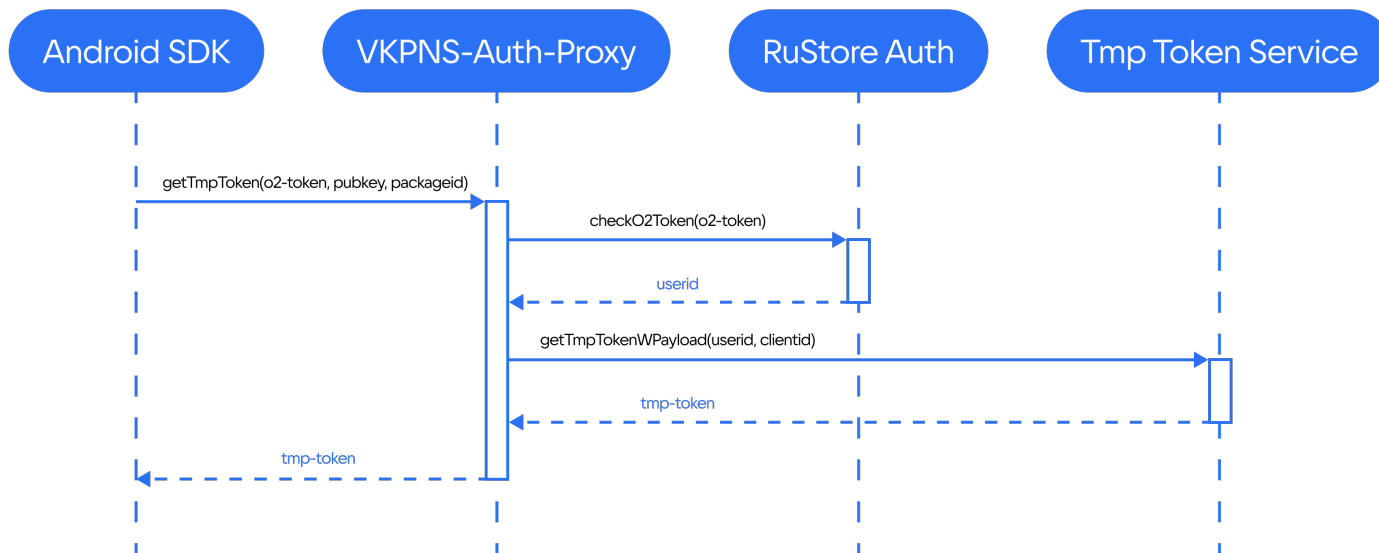 Android SDK
VKPNS-Auth-Proxy
RuStore Auth
Tmp Token Service
getTmpToken(o2-token, pubkey, packageid)
checkO2Token(o2-token)
userid
getTmpTokenWPayload(userid, clientid)
tmp-token
tmp-token